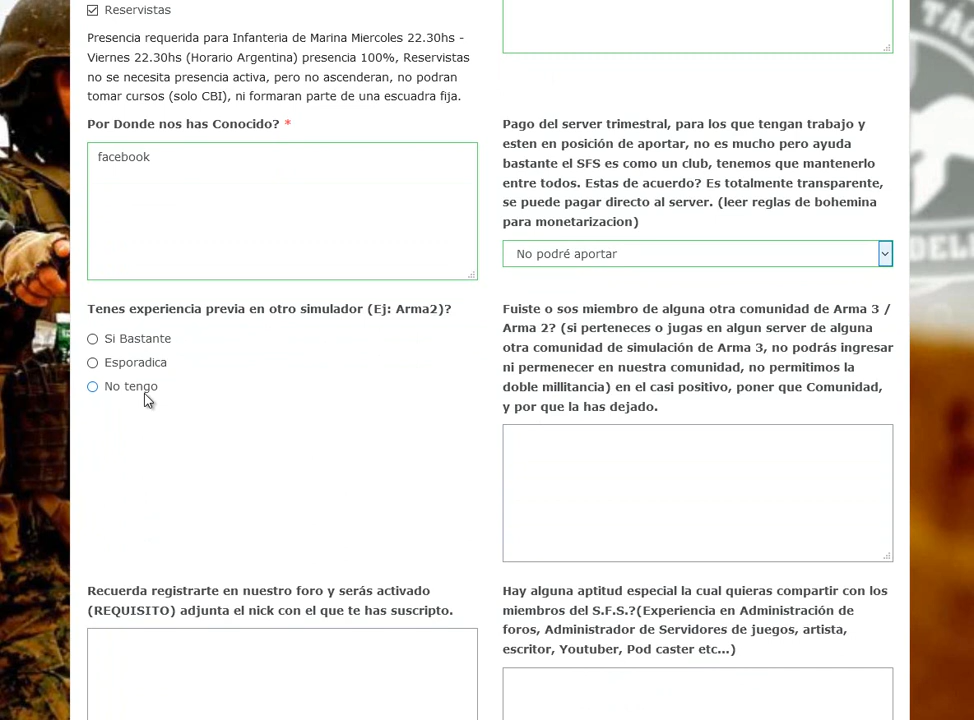 Reservistas
Presencia requerida para Infanteria de Marina Miercoles 22.30hs -
Viernes 22.30hs (Horario Argentina) presencia 100%, Reservistas
no se necesita presencia activa, pero no ascenderan, no podran
tomar cursos (solo CBI), ni formaran parte de una escuadra fija.
Por Donde nos has Conocido? *
facebook
Pago del server trimestral, para los que tengan trabajo y
esten en posición de aportar, no es mucho pero ayuda
bastante el SFS es como un club, tenemos que mantenerlo
entre todos. Estas de acuerdo? Es totalmente transparente,
se puede pagar directo al server. (leer reglas de bohemina
para monetarizacion)
No podré aportar
Tenes experiencia previa en otro simulador (Ej: Arma2)?
Si Bastante
Esporadica
No tengo
Fuiste o sos miembro de alguna otra comunidad de Arma 3 /
Arma 2? (si perteneces o jugas en algun server de alguna
otra comunidad de simulación de Arma 3, no podrás ingresar
ni permenecer en nuestra comunidad, no permitimos la
doble millitancia) en el casi positivo, poner que Comunidad,
y por que la has dejado.
Recuerda registrarte en nuestro foro y serás activado
(REQUISITO) adjunta el nick con el que te has suscripto.
Hay alguna aptitud especial la cual quieras compartir con los
miembros del S.F.S.?(Experiencia en Administración de
foros, Administrador de Servidores de juegos, artista,
escritor, Youtuber, Pod caster etc...)